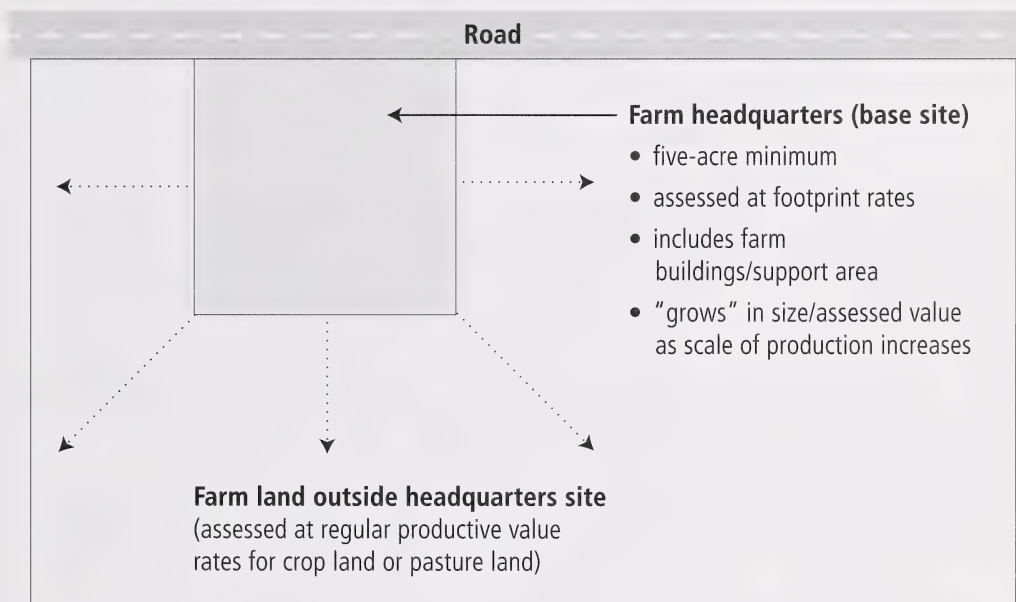 Road
Farm headquarters (base site)
• five-acre minimum
• assessed at footprint rates
• includes farm
buildings/support area
• "grows" in size/assessed value
as scale of production increases
Farm land outside headquarters site
(assessed at regular productive value
rates for crop land or pasture land)